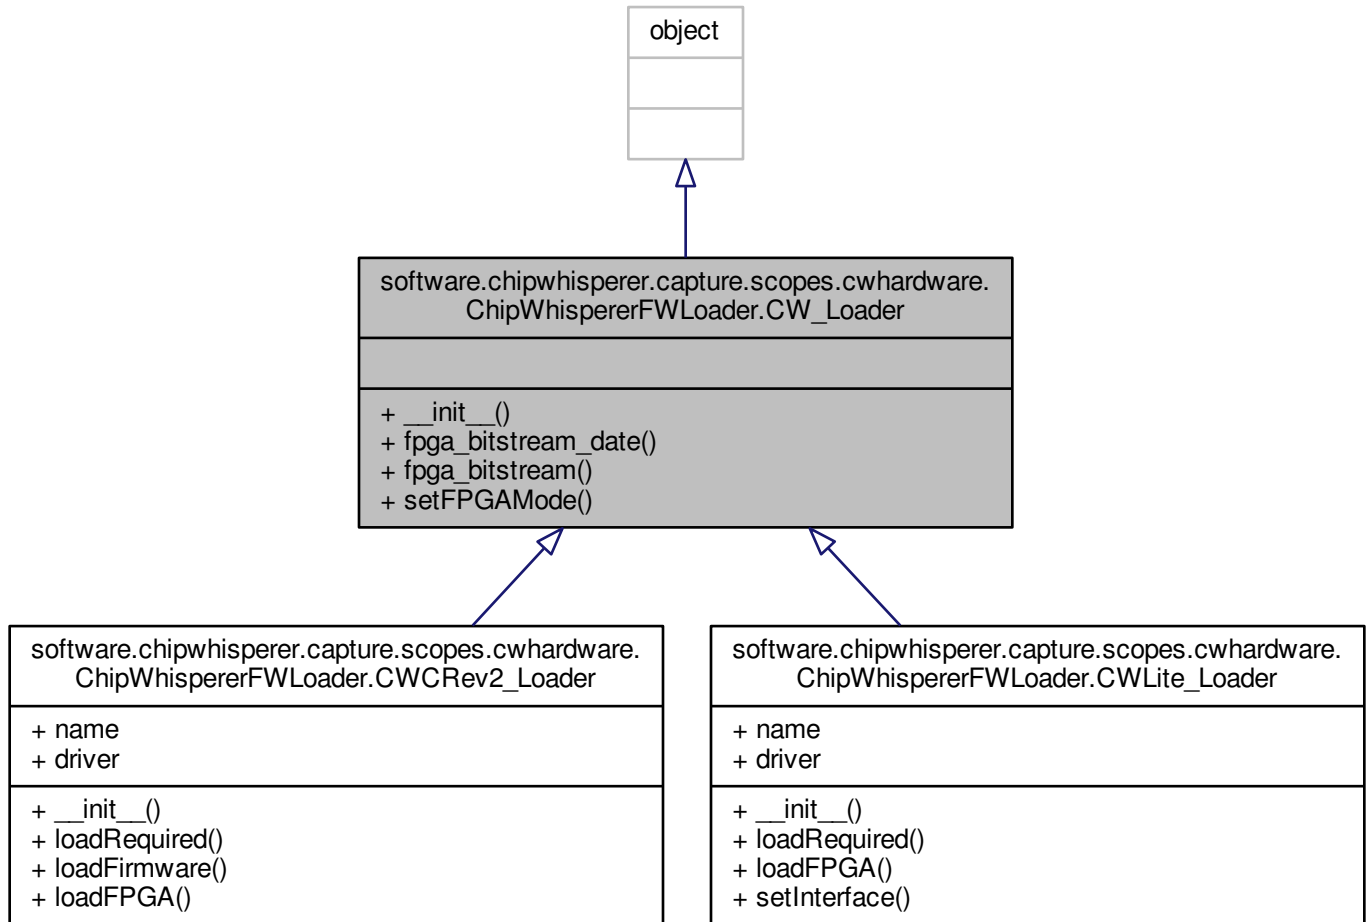 object
software.chipwhisperer.capture.scopes.cwhardware.
ChipWhispererFWLoader.CW_Loader
+ __init__()
+ fpga_bitstream_date()
+ fpga_bitstream()
+ setFPGAMode()
software.chipwhisperer.capture.scopes.cwhardware.
ChipWhispererFWLoader.CWCRev2_Loader
+ name
+ driver
+ __init__()
+ loadRequired()
+ loadFirmware()
+ loadFPGA()
software.chipwhisperer.capture.scopes.cwhardware.
ChipWhispererFWLoader.CWLite_Loader
+ name
+ driver
+ __init__()
+ loadRequired()
+ loadFPGA()
+ setInterface()